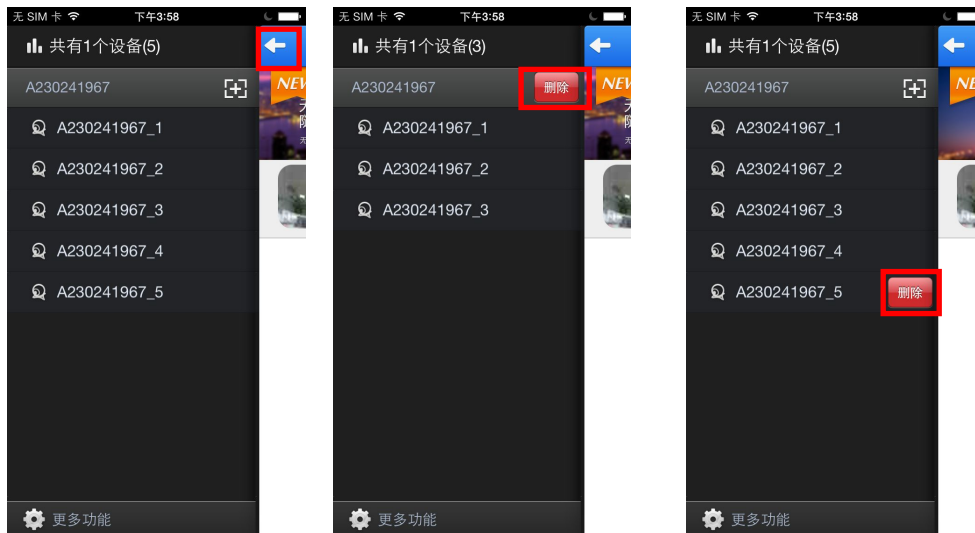 无 SIM 卡 下午3:58
共有1个设备(5)
A230241967
NEW
A230241967_1
A230241967_2
A230241967_3
A230241967_4
A230241967_5
更多功能
无 SIM 卡 下午3:58
共有1个设备(3)
A230241967 删除
NEW
A230241967_1
A230241967_2
A230241967_3
更多功能
无 SIM 卡 下午3:58
共有1个设备(5)
A230241967
NE
A230241967_1
A230241967_2
A230241967_3
A230241967_4
A230241967_5 删除
更多功能